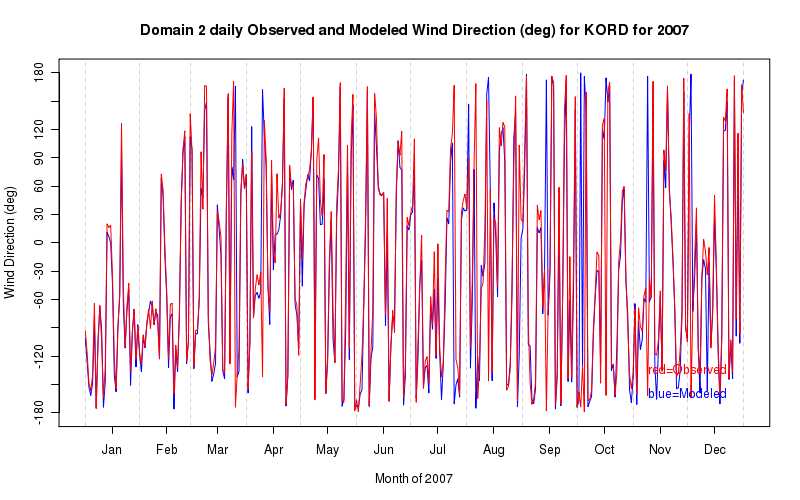 Domain 2 daily Observed and Modeled Wind Direction (deg) for KORD for 2007
Wind Direction (deg)
180
120
90
60
30
0
-30
-60
-120
-180
red=Observed
blue=Modeled
Jan Feb Mar Apr May Jun Jul Aug Sep Oct Nov Dec
Month of 2007